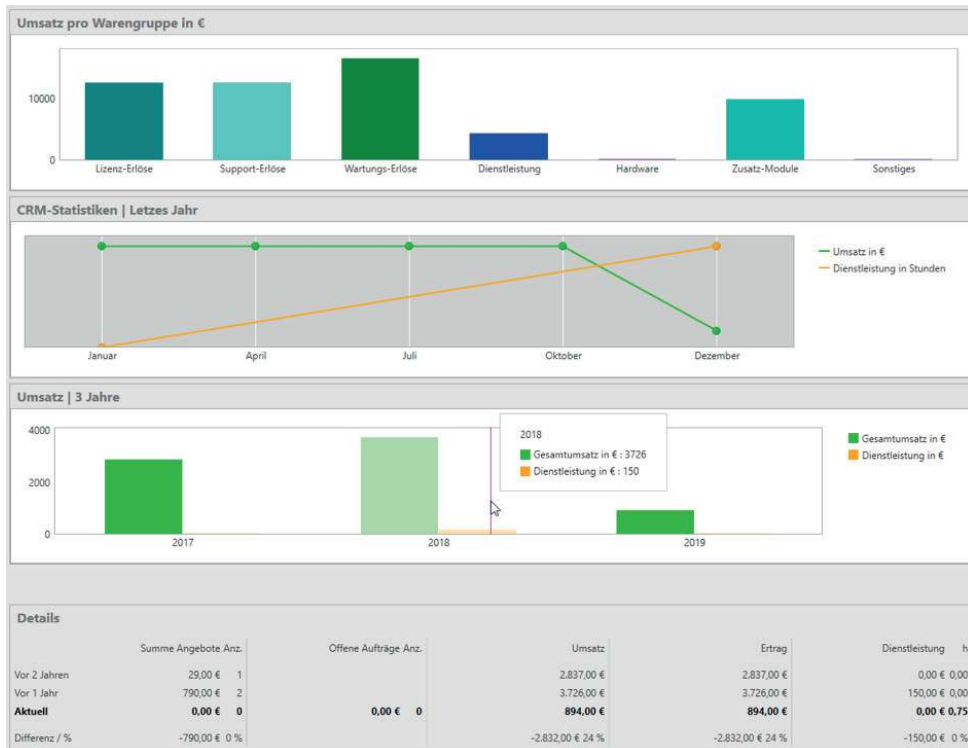 Umsatz pro Warengruppe in €
10000
0
Lizenz-Erlöse Support-Erlöse Wartungs-Erlöse Dienstleistung Hardware Zusatz-Module Sonstiges
CRM-Statistiken | Letzes Jahr
Umsatz in €
Dienstleistung in Stunden
Januar April Juli Oktober Dezember
Umsatz | 3 Jahre
4000
2000
0
2018
Gesamtumsatz in € : 3726
Dienstleistung in € : 150
Gesamtumsatz in €
Dienstleistung in €
2017 2018 2019
Details
Summe Angebote Anz. Offene Aufträge Anz. Umsatz Ertrag Dienstleistung h
Vor 2 Jahren 29,00 € 1 2.837,00 € 2.837,00 € 0,00 € 0,00
Vor 1 Jahr 790,00 € 2 3.726,00 € 3.726,00 € 150,00 € 0,00
Aktuell 0,00 € 0 0,00 € 0 894,00 € 894,00 € 0,00 € 0,75
Differenz / % -790,00 € 0 % -2.832,00 € 24 % -2.832,00 € 24 % -150,00 € 0 %